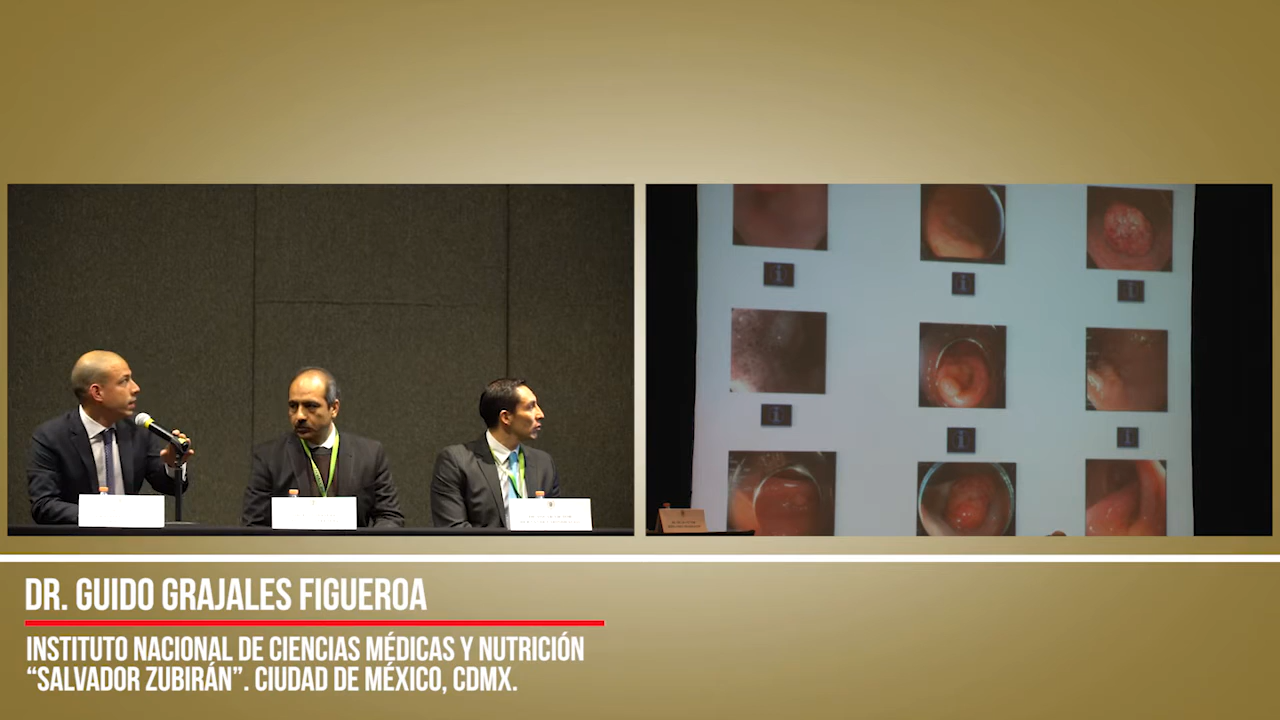 DR. GUIDO GRAJALES FIGUEROA
INSTITUTO NACIONAL DE CIENCIAS MÉDICAS Y NUTRICIÓN
“SALVADOR ZUBIRÁN”. CIUDAD DE MÉXICO, CDMX.